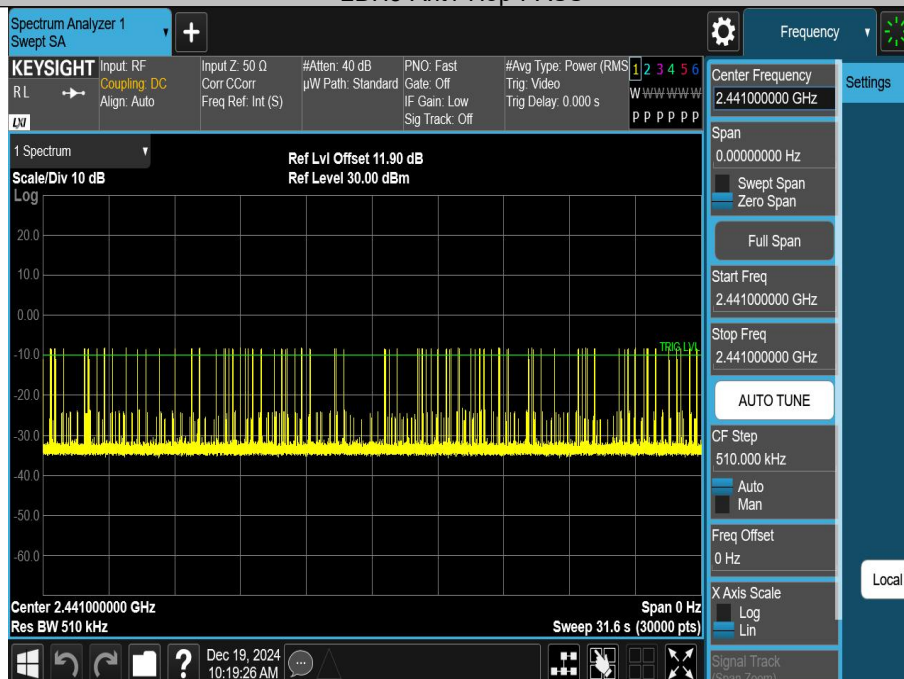 Spectrum Analyzer 1
Swept SA
Frequency
KEYSIGHT
R L
LXI
Input: RF
Coupling: DC
Align: Auto
Input Z: 50 Ω
Corr CCorr
Freq Ref: Int (S)
#Atten: 40 dB
µW Path: Standard
PNO: Fast
Gate: Off
IF Gain: Low
Sig Track: Off
#Avg Type: Power (RMS
Trig: Video
Trig Delay: 0.000 s
1 2 3 4 5 6
W W W W W W
P P P P P P
Center Frequency
2.441000000 GHz
Settings
Span
0.00000000 Hz
Swept Span
Zero Span
Full Span
Start Freq
2.441000000 GHz
Stop Freq
2.441000000 GHz
AUTO TUNE
CF Step
510.000 kHz
Auto
Man
Freq Offset
0 Hz
X Axis Scale
Log
Lin
Signal Track
(Span Zoom)
Local
1 Spectrum
Scale/Div 10 dB
Log
Ref Lvl Offset 11.90 dB
Ref Level 30.00 dBm
20.0
10.0
0.00
-10.0
-20.0
-30.0
-40.0
-50.0
-60.0
TRIG LVL
Center 2.441000000 GHz
Span 0 Hz
Res BW 510 kHz
Sweep 31.6 s (30000 pts)
?
Dec 19, 2024
10:19:26 AM